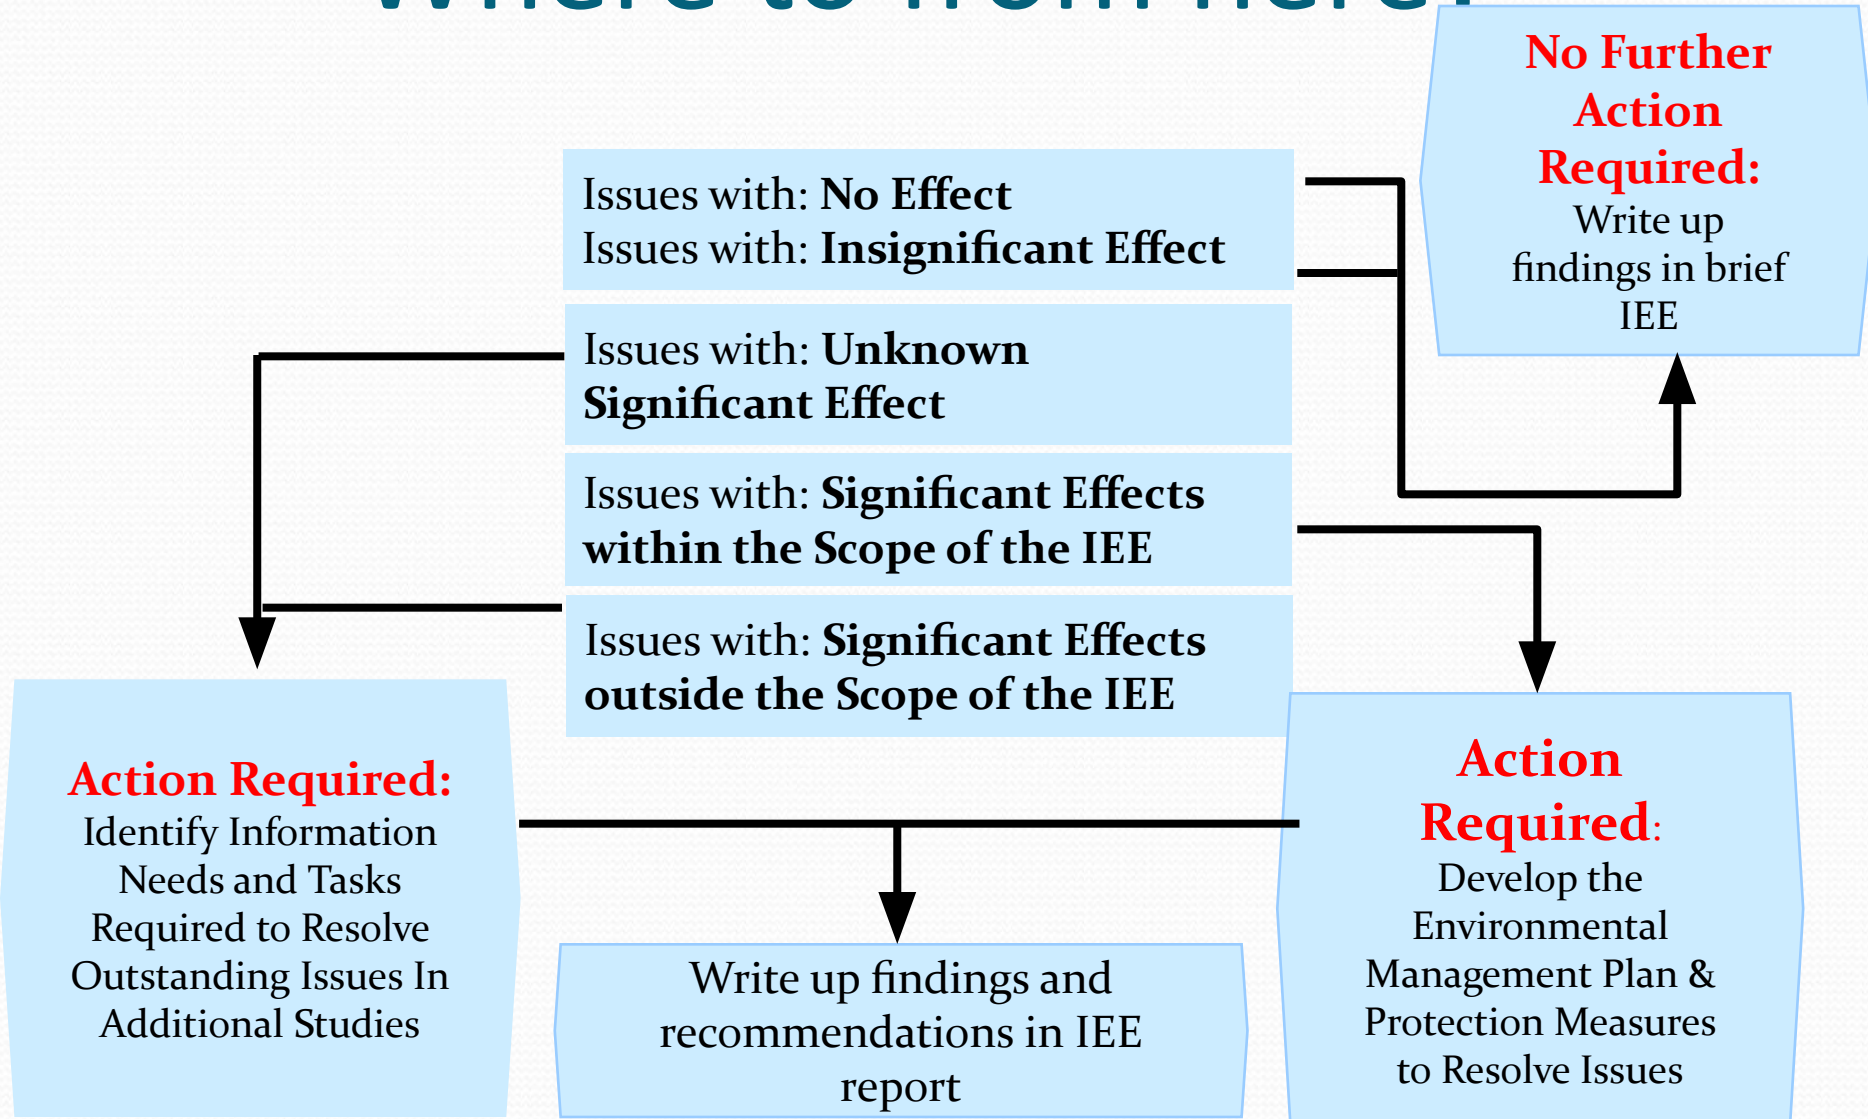 Where to from here?
No Further
Action
Required:
Write up
findings in brief
IEE
Issues with: No Effect
Issues with: Insignificant Effect
Issues with: Unknown
Significant Effect
Issues with: Significant Effects
within the Scope of the IEE
Issues with: Significant Effects
outside the Scope of the IEE
Action Required:
Identify Information
Needs and Tasks
Required to Resolve
Outstanding Issues In
Additional Studies
Write up findings and
recommendations in IEE
report
Action
Required:
Develop the
Environmental
Management Plan &
Protection Measures
to Resolve Issues